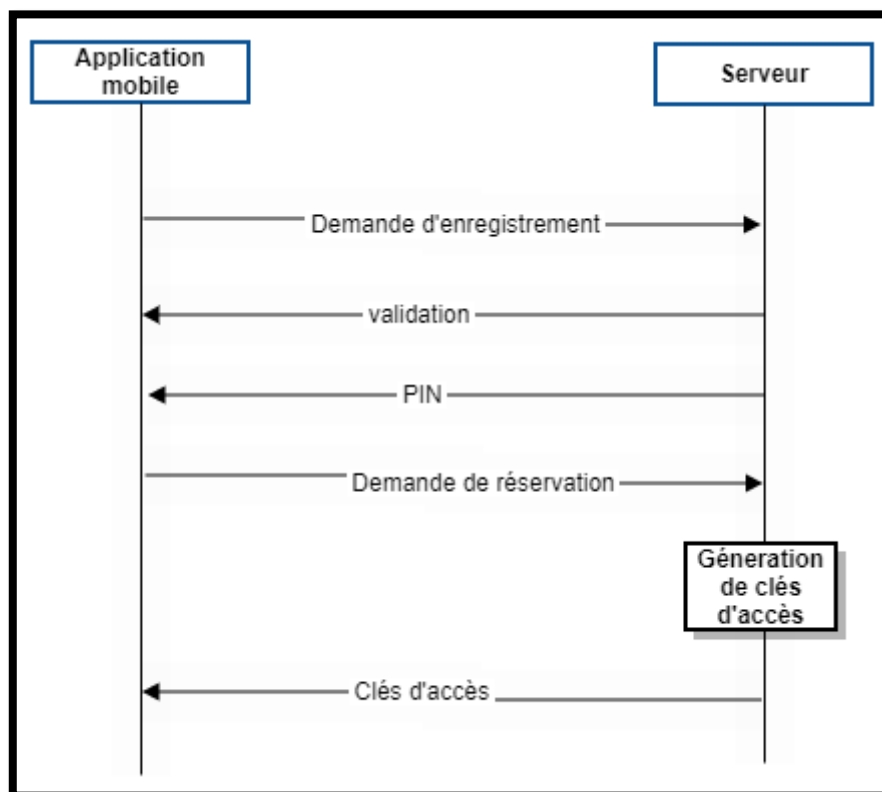 Application
mobile
Serveur
Demande d'enregistrement
validation
PIN
Demande de réservation
Géneration
de clés
d'accès
Clés d'accès